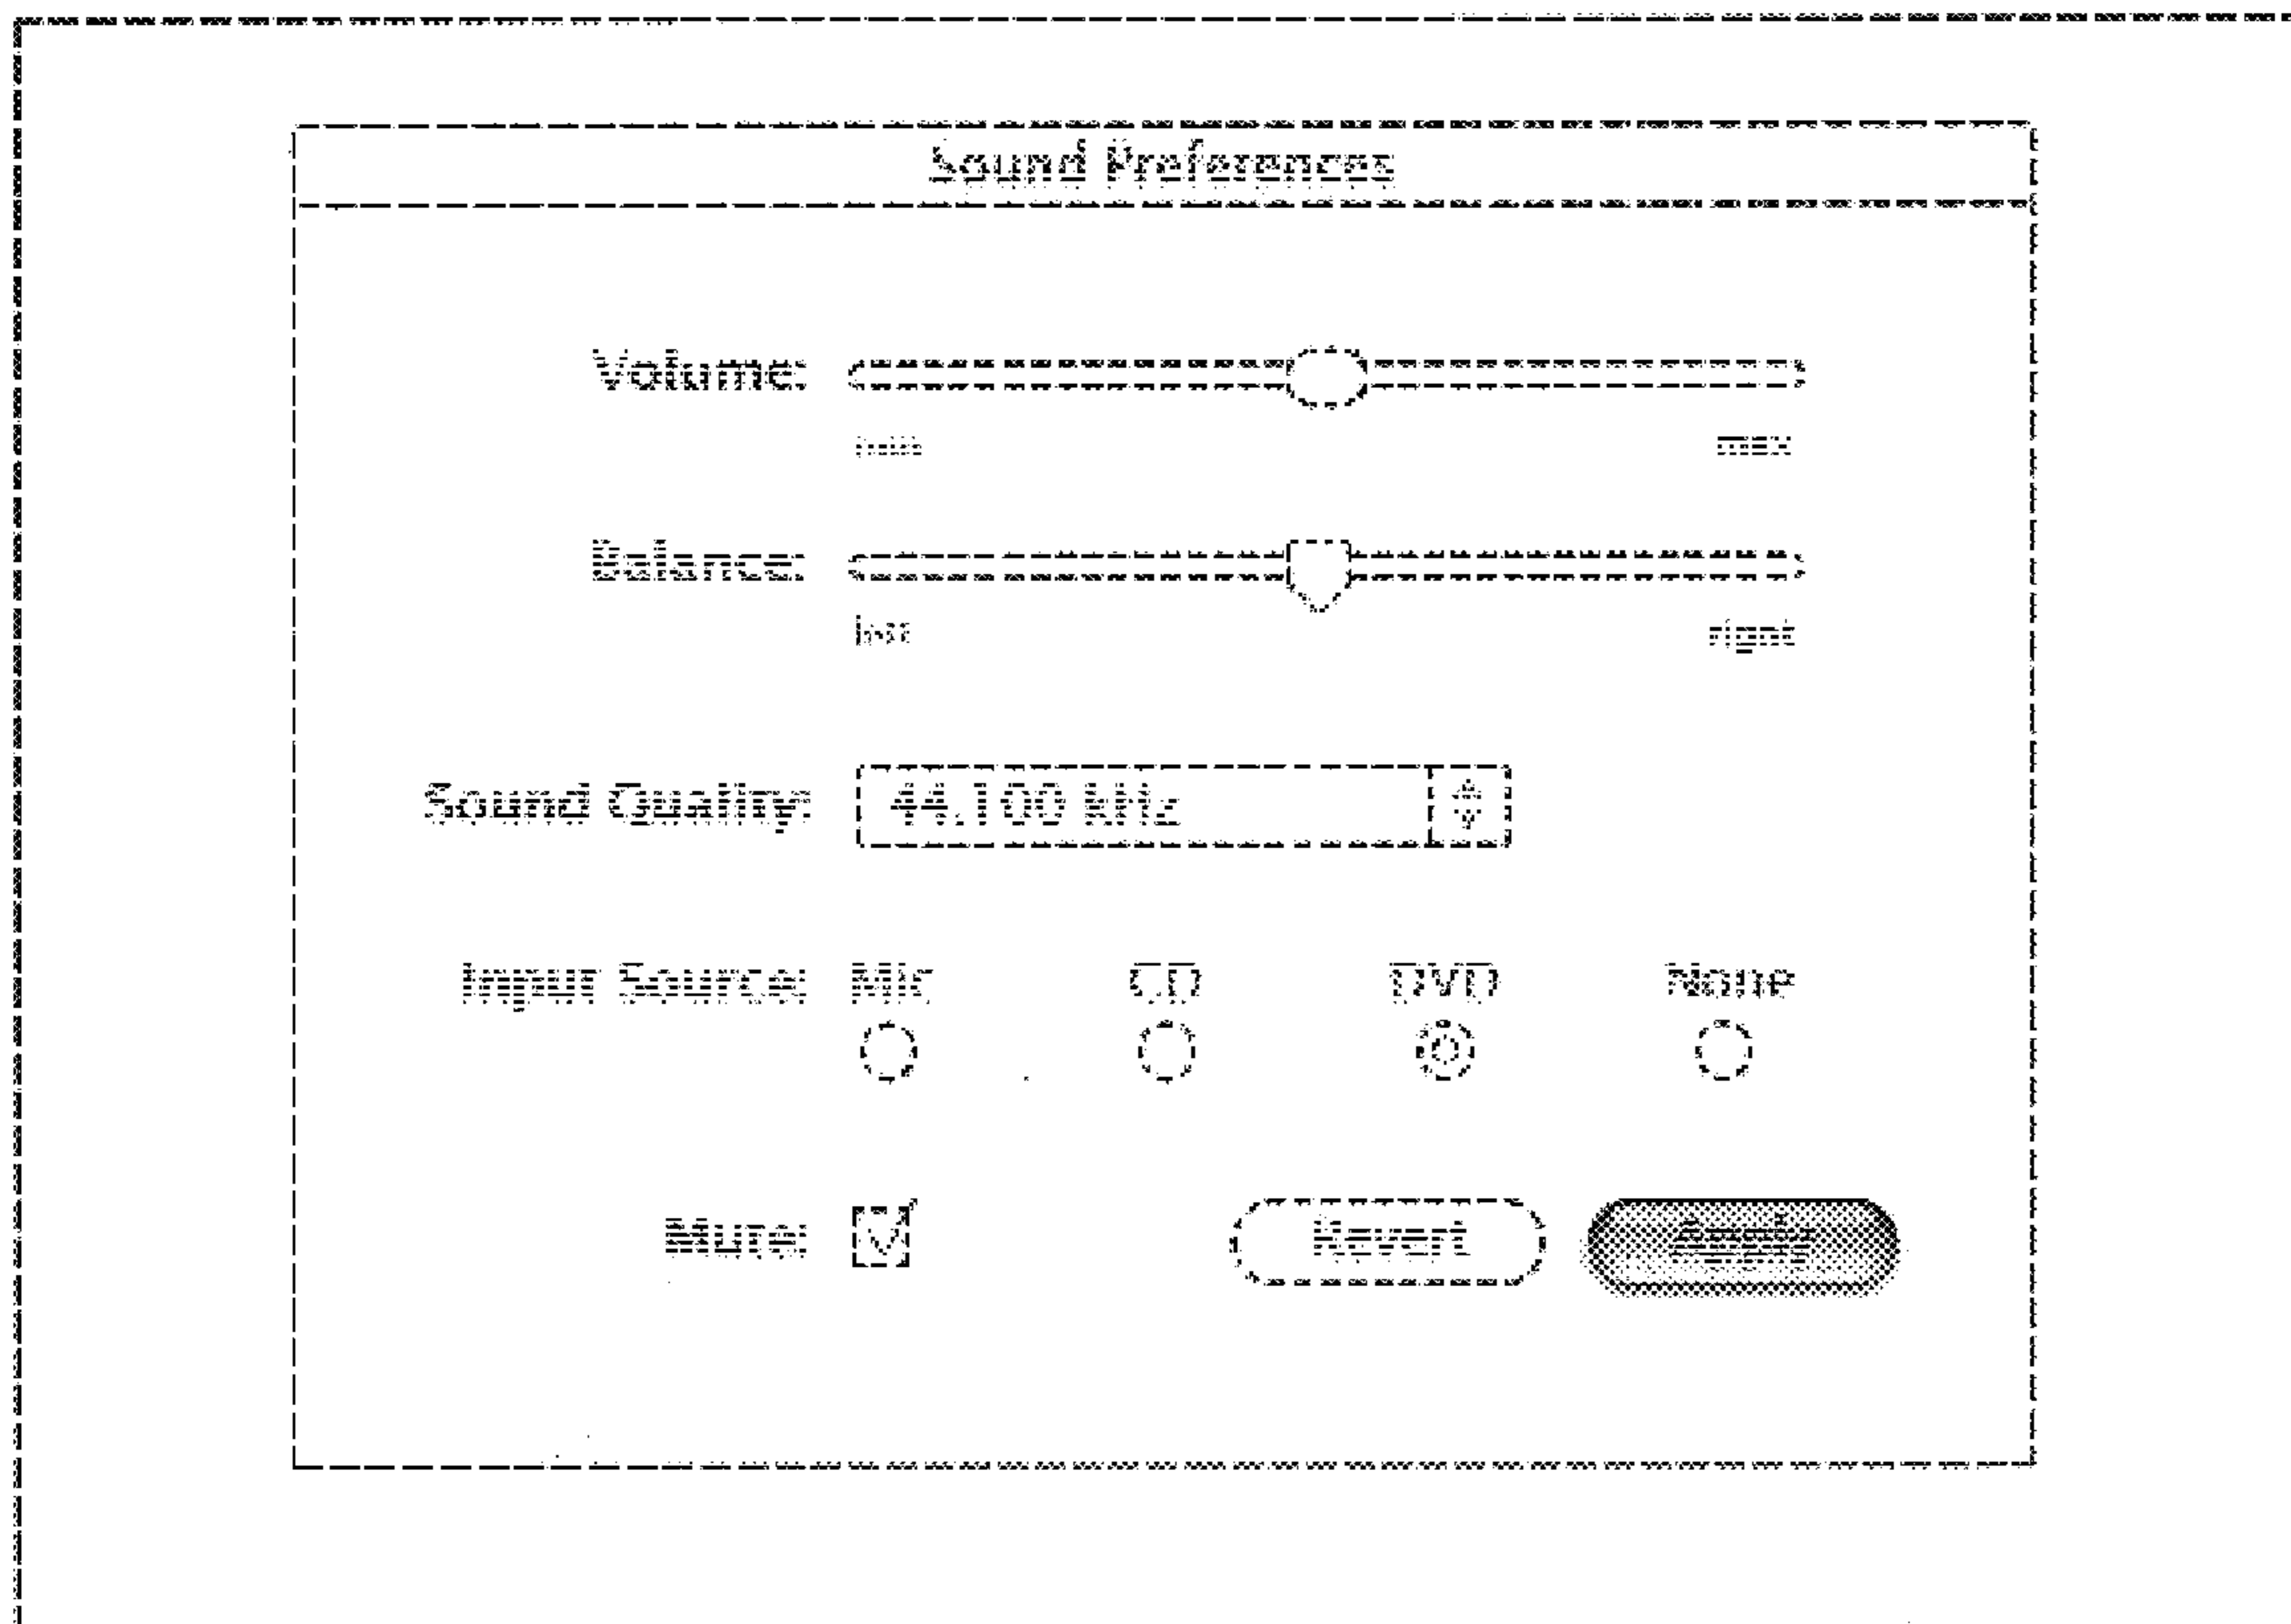 Sound Preferences
Volume:
min max
Balance:
left right
Sound Quality: 44.100 kHz
Input Source: Mic CD DVD None
Mute: Revert Apply